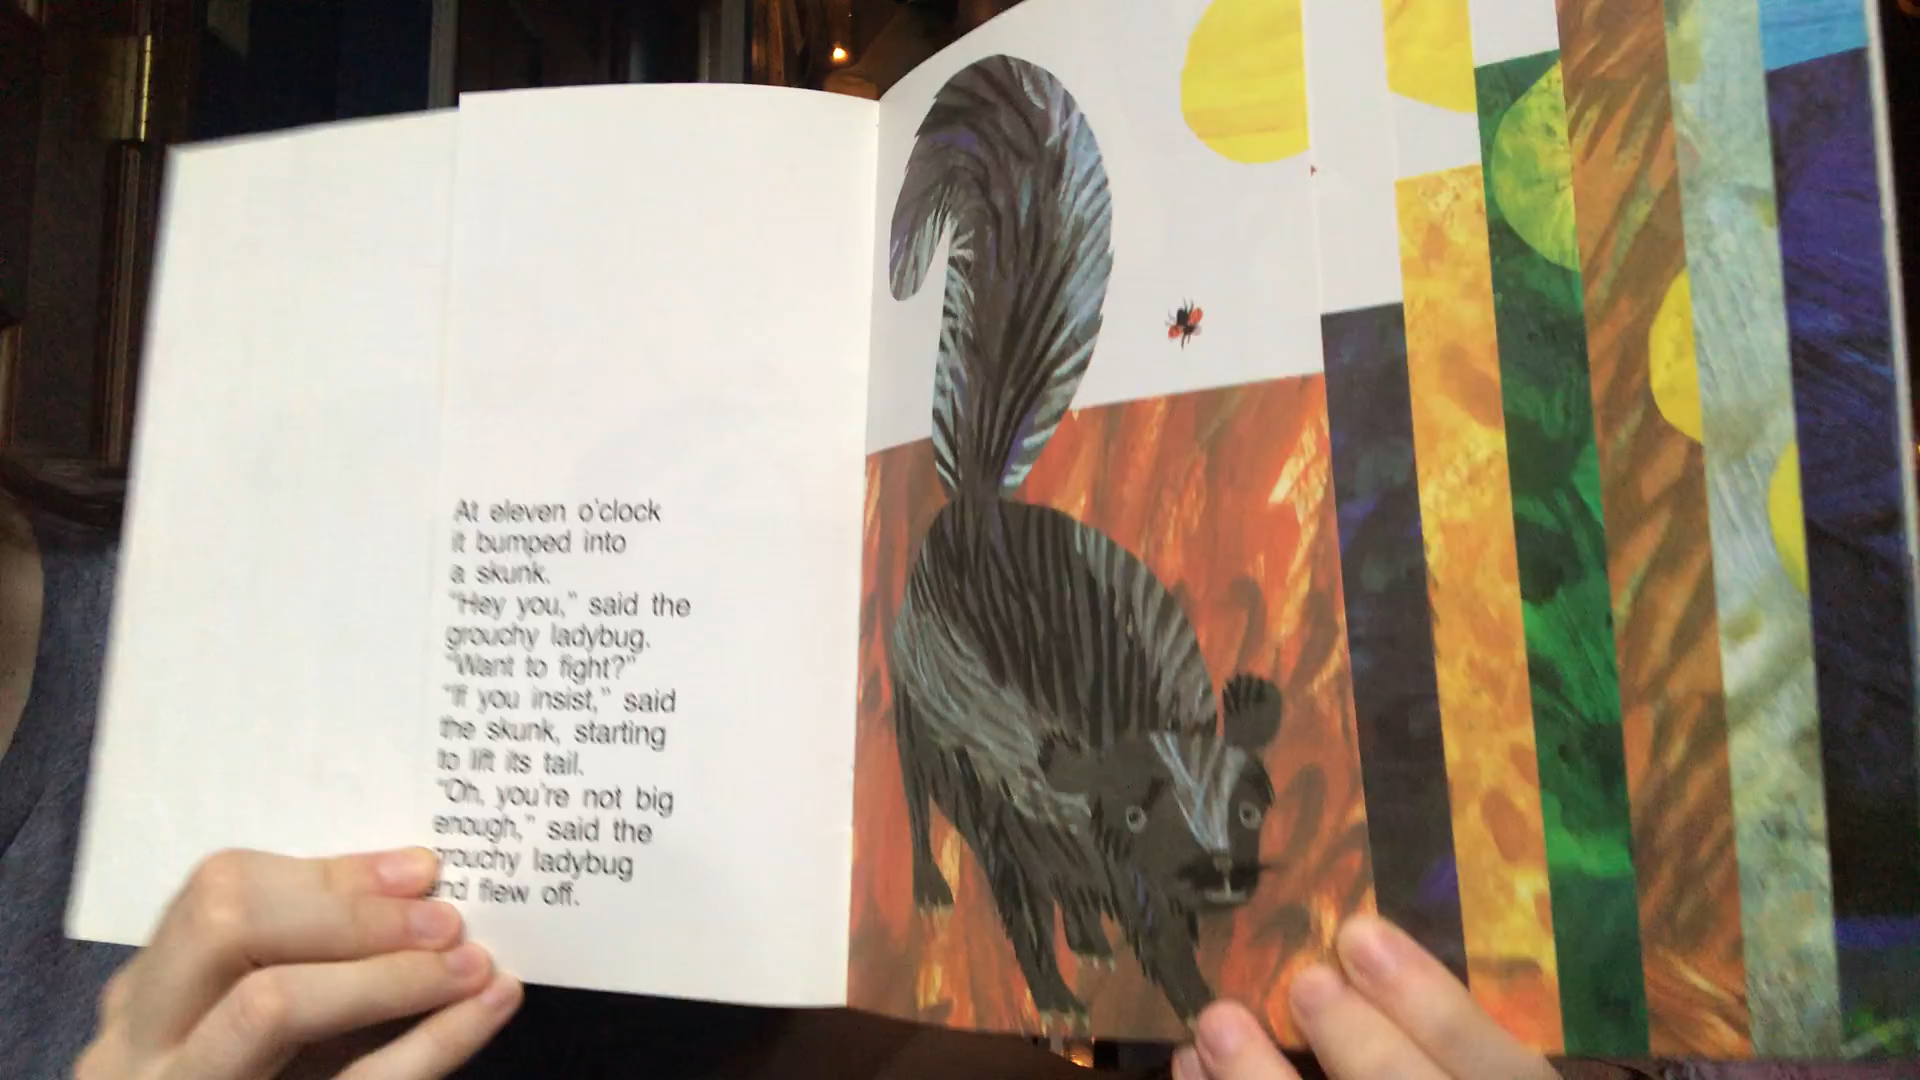 At eleven o'clock
it bumped into
a skunk.
"Hey you," said the
grouchy ladybug.
"Want to fight?"
"If you insist," said
the skunk, starting
to lift its tail.
"Oh, you're not big
enough," said the
grouchy ladybug
and flew off.